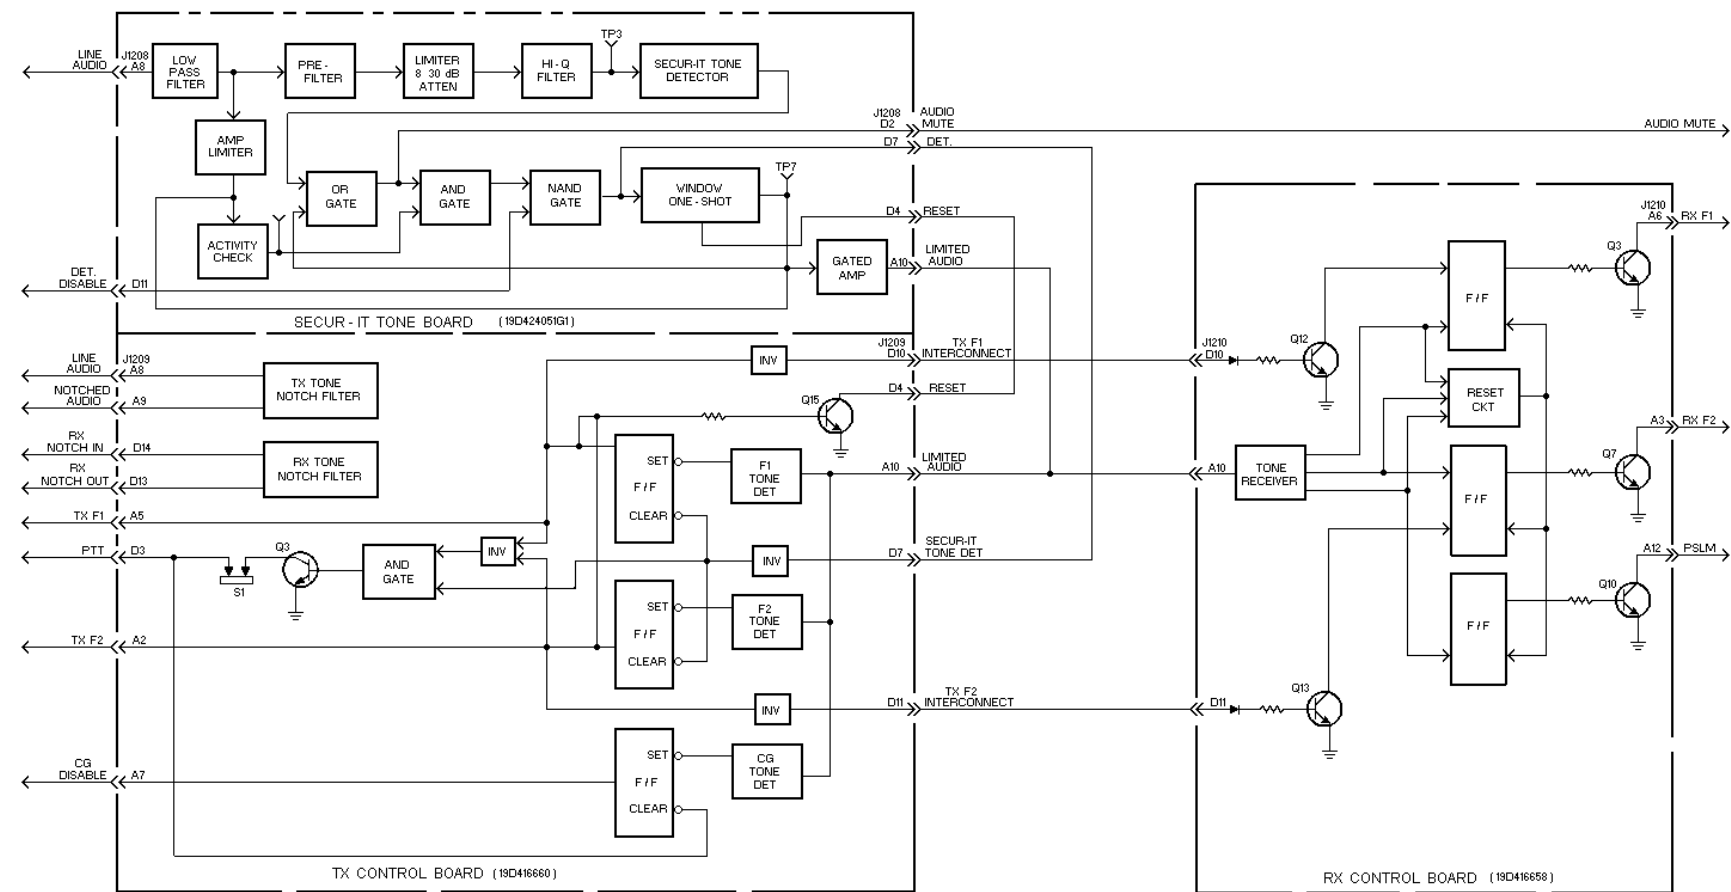 LINE
AUDIO
J1208
A8
LOW
PASS
FILTER
PRE-
FILTER
LIMITER
8 30 dB
ATTEN
HI-Q
FILTER
TP3
SECUR-IT TONE
DETECTOR
AMP
LIMITER
J1208
D2
AUDIO
MUTE
AUDIO MUTE
D7
DET.
OR
GATE
AND
GATE
NAND
GATE
WINDOW
ONE-SHOT
TP7
D4
RESET
ACTIVITY
CHECK
GATED
AMP
A10
LIMITED
AUDIO
DET.
DISABLE
D11
SECUR-IT TONE BOARD (19D424051G1)
J1210
A6
RX F1
Q3
F/F
LINE
AUDIO
J1209
A8
TX TONE
NOTCH FILTER
NOTCHED
AUDIO
A9
RX
NOTCH IN
D14
RX TONE
NOTCH FILTER
RX
NOTCH OUT
D13
INV
J1209
D10
TX F1
INTERCONNECT
J1210
D10
Q12
D4
RESET
Q15
RESET
CKT
A3
RX F2
Q7
SET
F/F
CLEAR
F1
TONE
DET
A10
LIMITED
AUDIO
A10
TONE
RECEIVER
F/F
TX F1
A5
PTT
D3
S1
Q3
AND
GATE
INV
INV
D7
SECUR-IT
TONE DET
A12
PSLM
Q10
F/F
SET
F/F
CLEAR
F2
TONE
DET
TX F2
A2
INV
D11
TX F2
INTERCONNECT
D11
Q13
SET
F/F
CLEAR
CG
TONE
DET
CG
DISABLE
A7
TX CONTROL BOARD (19D416660)
RX CONTROL BOARD (19D416658)